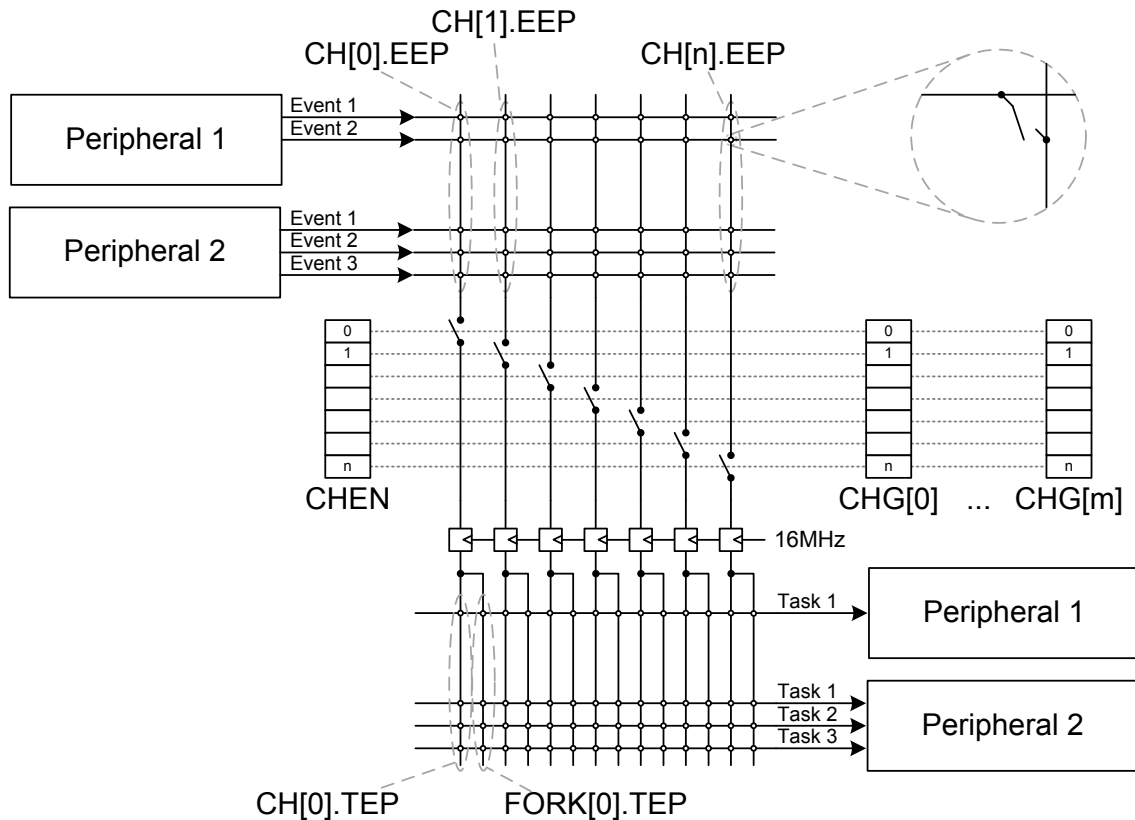 CH[1].EEP
CH[0].EEP
CH[n].EEP
Peripheral 1
Event 1
Event 2
Peripheral 2
Event 1
Event 2
Event 3
0
1
n
CHEN
0
1
n
CHG[0]
...
0
1
n
CHG[m]
16MHz
Task 1
Peripheral 1
Task 1
Task 2
Task 3
Peripheral 2
CH[0].TEP
FORK[0].TEP